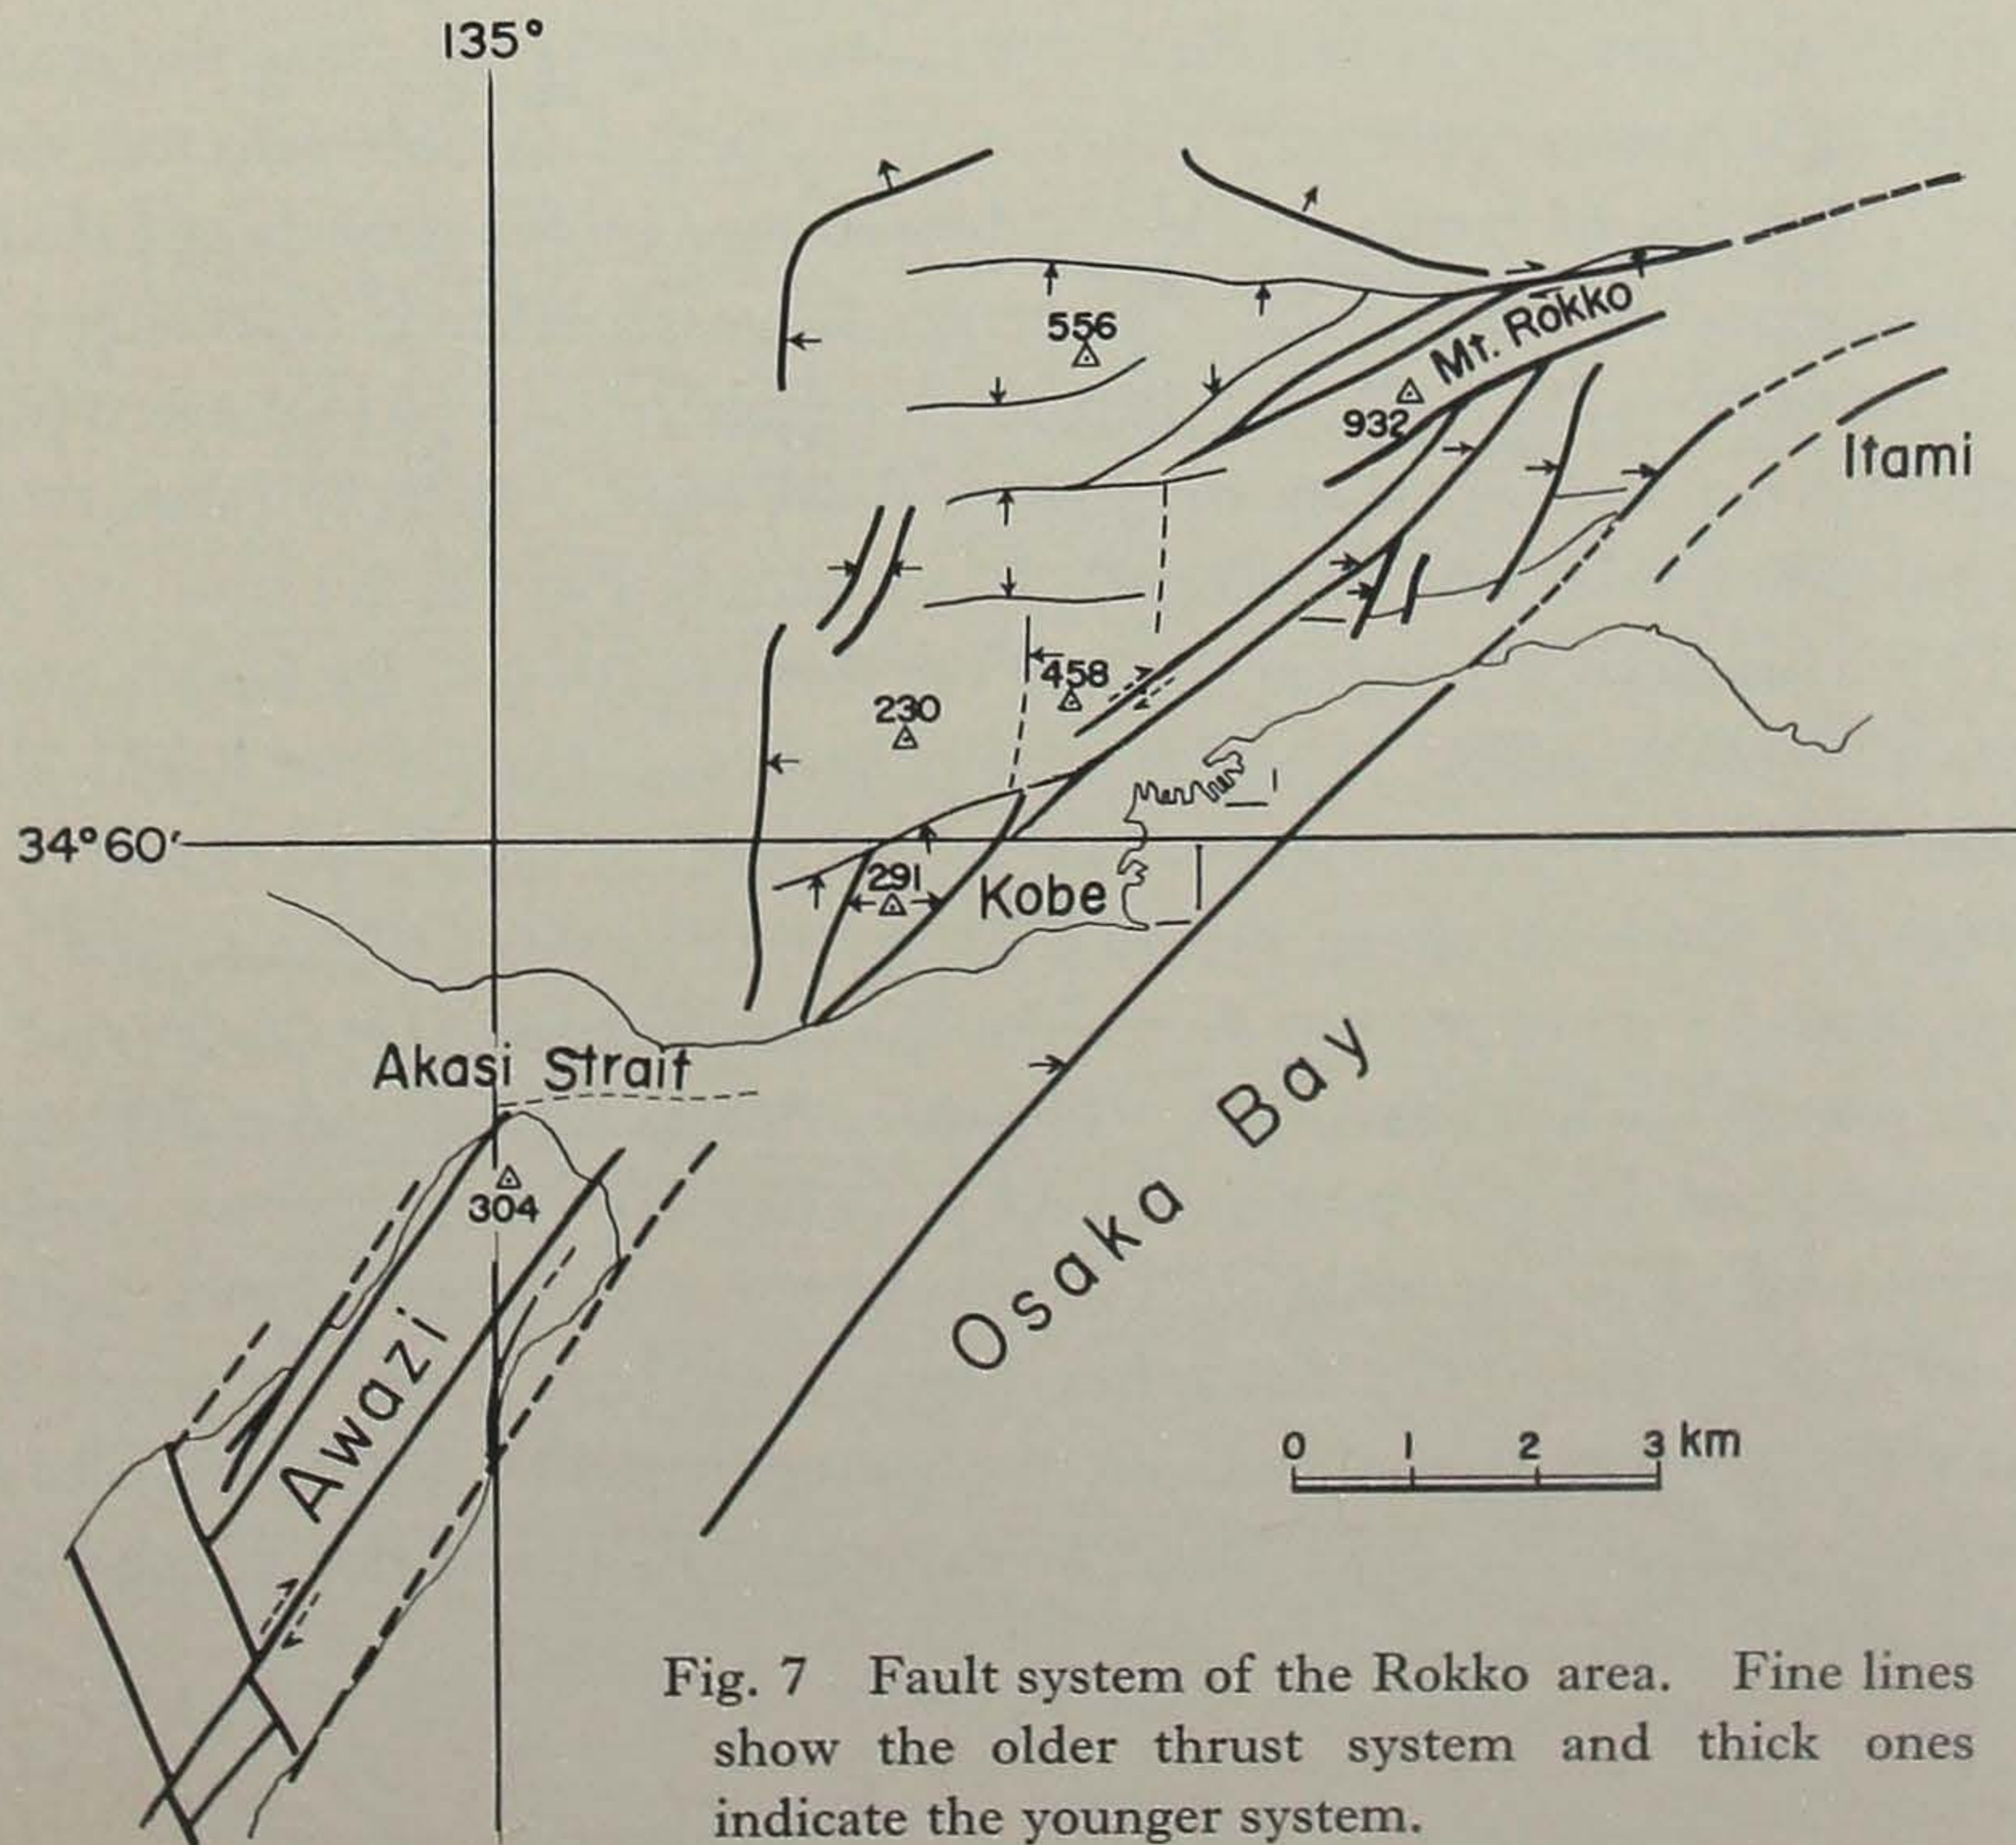 135°
556
Mt. Rokko
932
Itami
458
230
34°60′
291
Kobe
Akasi Strait
304
Osaka Bay
Awazi
0 1 2 3 km
Fig. 7 Fault system of the Rokko area. Fine lines
show the older thrust system and thick ones
indicate the younger system.